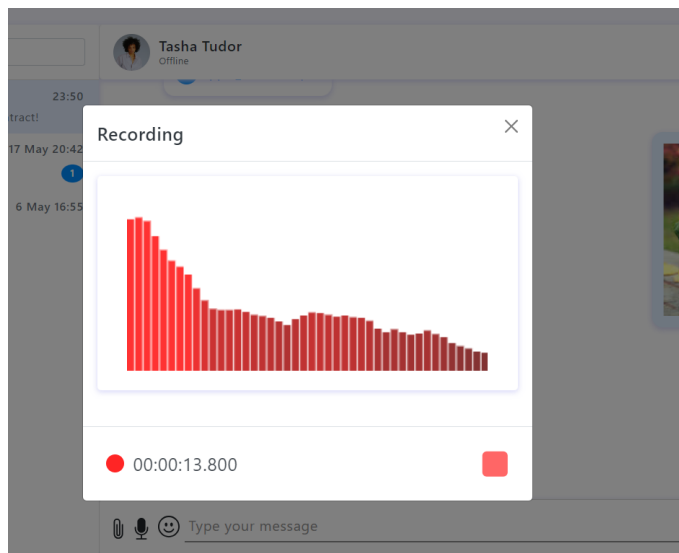 Tasha Tudor
Offline
23:50
tract!
17 May 20:42
1
6 May 16:55
Recording
00:00:13.800
Type your message